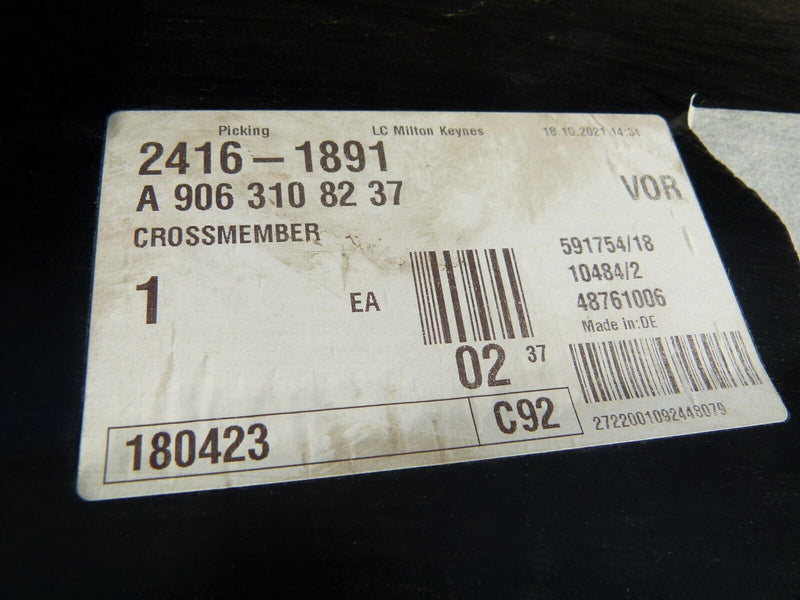 Picking LC Milton Keynes 18.10.2021 14:34
2416-1891
A 906 310 82 37
VOR
CROSSMEMBER
591754/18
10484/2
1 EA
48761006
Made in:DE
02 37
180423 C92
2722001092448079